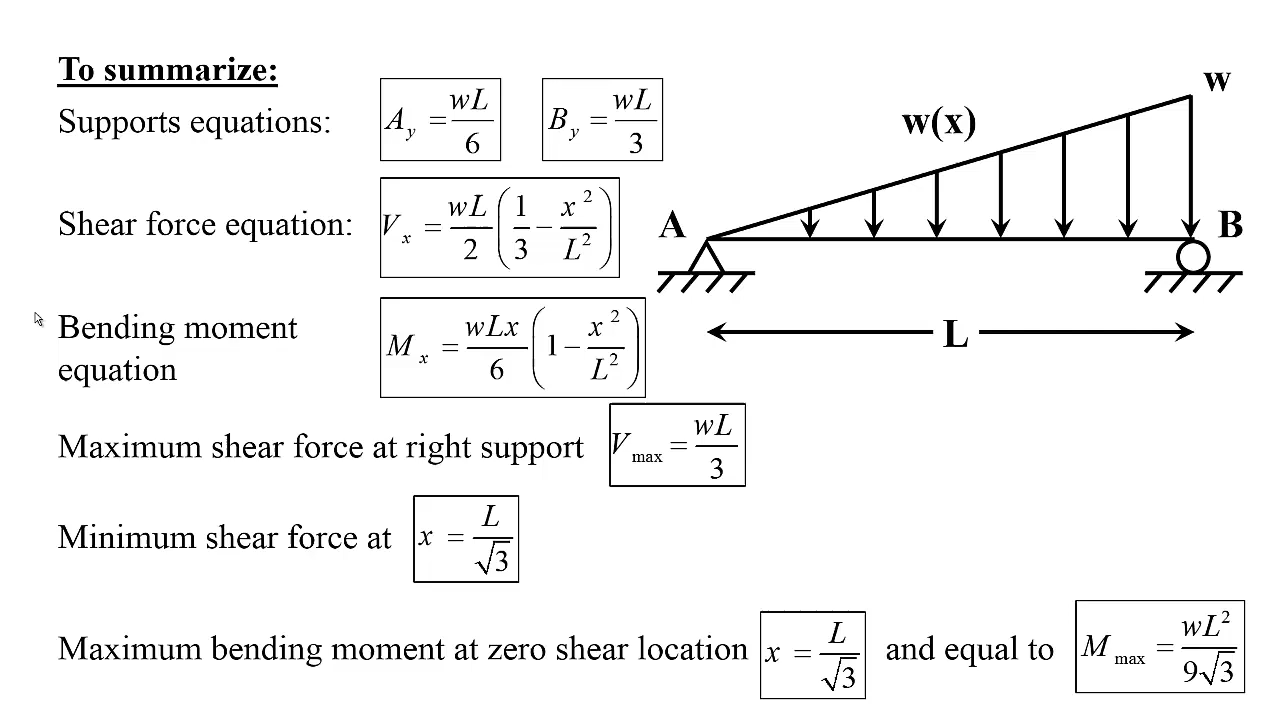 To summarize:
Supports equations: A_y = wL/6 B_y = wL/3
Shear force equation: V_x = wL/2 (1/3 − x²/L²)
Bending moment
equation M_x = wLx/6 (1 − x²/L²)
Maximum shear force at right support V_max = wL/3
Minimum shear force at x = L/√3
Maximum bending moment at zero shear location x = L/√3 and equal to M_max = wL²/9√3
w
w(x)
A
B
L